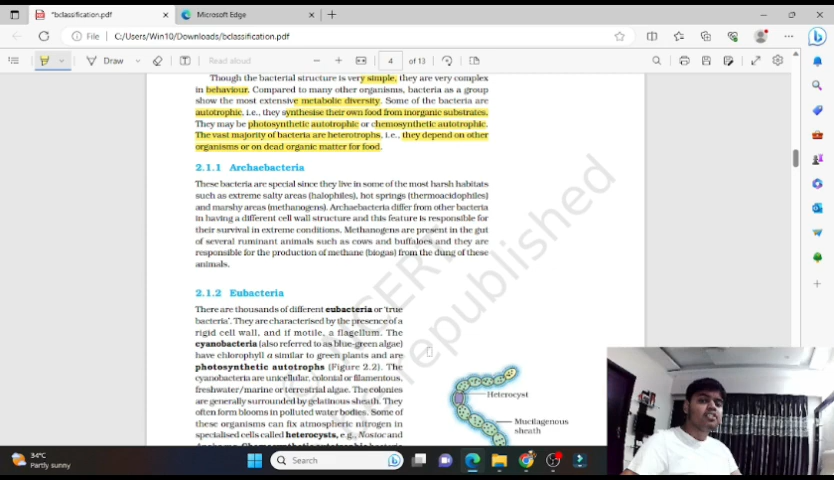 *bclassification.pdf
Microsoft Edge
File
C:/Users/Win10/Downloads/bclassification.pdf
Draw
Read aloud
4
of 13
Though the bacterial structure is very simple, they are very complex
in behaviour. Compared to many other organisms, bacteria as a group
show the most extensive metabolic diversity. Some of the bacteria are
autotrophic, i.e., they synthesise their own food from inorganic substrates.
They may be photosynthetic autotrophic or chemosynthetic autotrophic.
The vast majority of bacteria are heterotrophs, i.e., they depend on other
organisms or on dead organic matter for food.
2.1.1 Archaebacteria
These bacteria are special since they live in some of the most harsh habitats
such as extreme salty areas (halophiles), hot springs (thermoacidophiles)
and marshy areas (methanogens). Archaebacteria differ from other bacteria
in having a different cell wall structure and this feature is responsible for
their survival in extreme conditions. Methanogens are present in the gut
of several ruminant animals such as cows and buffaloes and they are
responsible for the production of methane (biogas) from the dung of these
animals.
2.1.2 Eubacteria
There are thousands of different eubacteria or 'true
bacteria'. They are characterised by the presence of a
rigid cell wall, and if motile, a flagellum. The
cyanobacteria (also referred to as blue-green algae)
have chlorophyll a similar to green plants and are
photosynthetic autotrophs (Figure 2.2). The
cyanobacteria are unicellular, colonial or filamentous,
freshwater/marine or terrestrial algae. The colonies
are generally surrounded by gelatinous sheath. They
often form blooms in polluted water bodies. Some of
these organisms can fix atmospheric nitrogen in
specialised cells called heterocysts, e.g., Nostoc and
Heterocyst
Mucilagenous
sheath
NCERT
republished
34°C
Partly sunny
Search